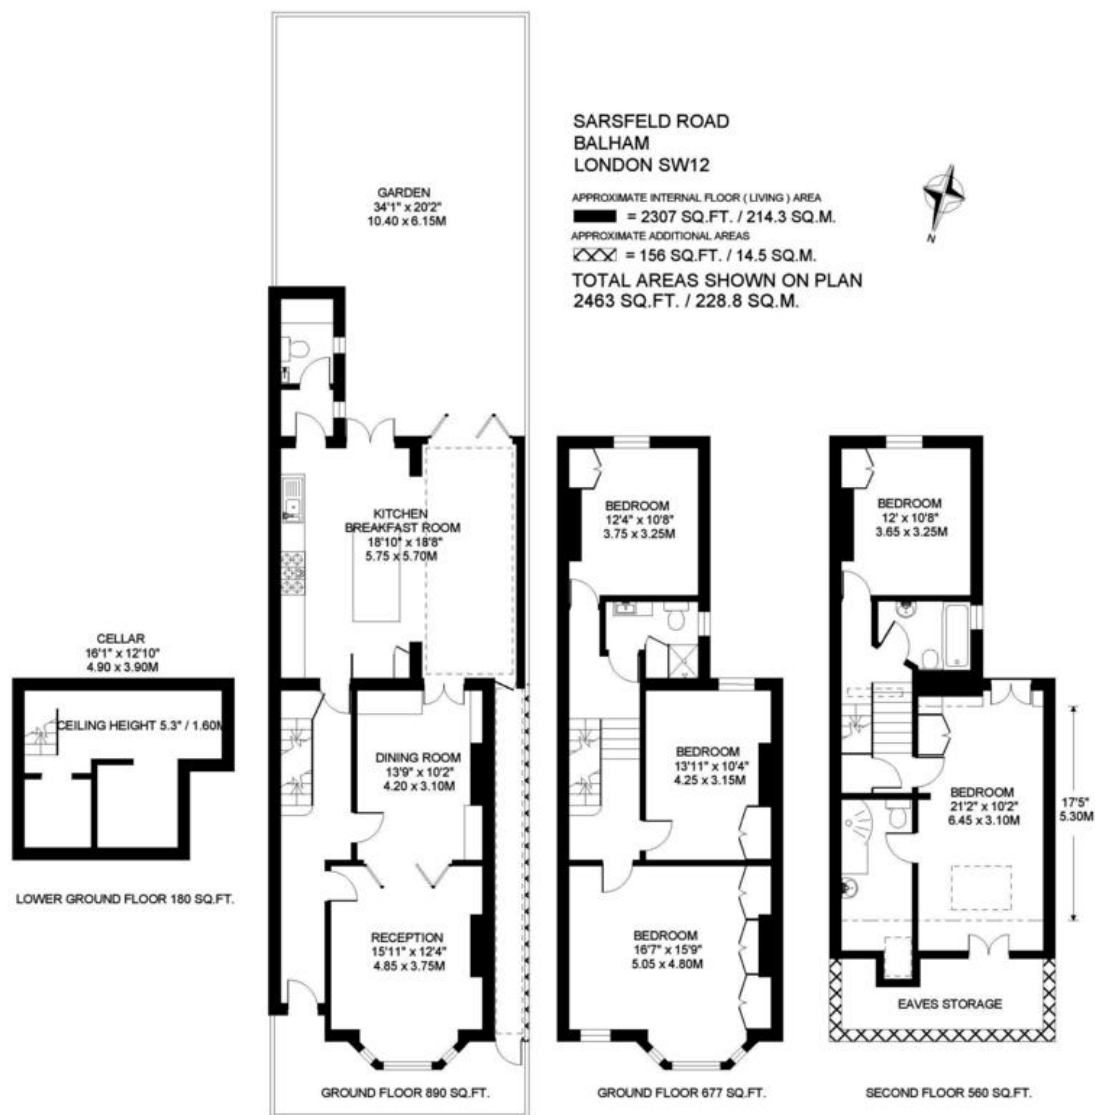 SARSFELD ROAD
BALHAM
LONDON SW12
APPROXIMATE INTERNAL FLOOR ( LIVING ) AREA
= 2307 SQ.FT. / 214.3 SQ.M.
APPROXIMATE ADDITIONAL AREAS
= 156 SQ.FT. / 14.5 SQ.M.
TOTAL AREAS SHOWN ON PLAN
2463 SQ.FT. / 228.8 SQ.M.
N
GARDEN
34'1" x 20'2"
10.40 x 6.15M
KITCHEN
BREAKFAST ROOM
18'10" x 18'8"
5.75 x 5.70M
DINING ROOM
13'9" x 10'2"
4.20 x 3.10M
RECEPTION
15'11" x 12'4"
4.85 x 3.75M
GROUND FLOOR 890 SQ.FT.
CELLAR
16'1" x 12'10"
4.90 x 3.90M
CEILING HEIGHT 5.3" / 1.60M
LOWER GROUND FLOOR 180 SQ.FT.
BEDROOM
12'4" x 10'8"
3.75 x 3.25M
BEDROOM
13'11" x 10'4"
4.25 x 3.15M
BEDROOM
16'7" x 15'9"
5.05 x 4.80M
GROUND FLOOR 677 SQ.FT.
BEDROOM
12' x 10'8"
3.65 x 3.25M
BEDROOM
21'2" x 10'2"
6.45 x 3.10M
17'5"
5.30M
EAVES STORAGE
SECOND FLOOR 560 SQ.FT.